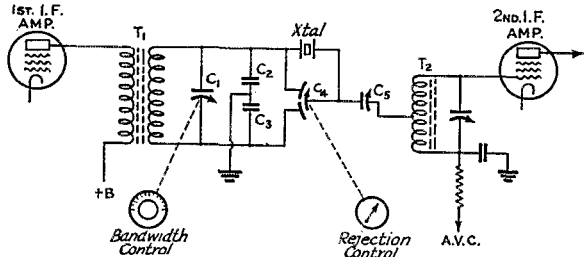 1ST. I.F.
AMP.
T1
Xtal
2ND. I.F.
AMP.
C1
C2
C3
C4
C5
T2
+B
Bandwidth
Control
Rejection
Control
A.V.C.